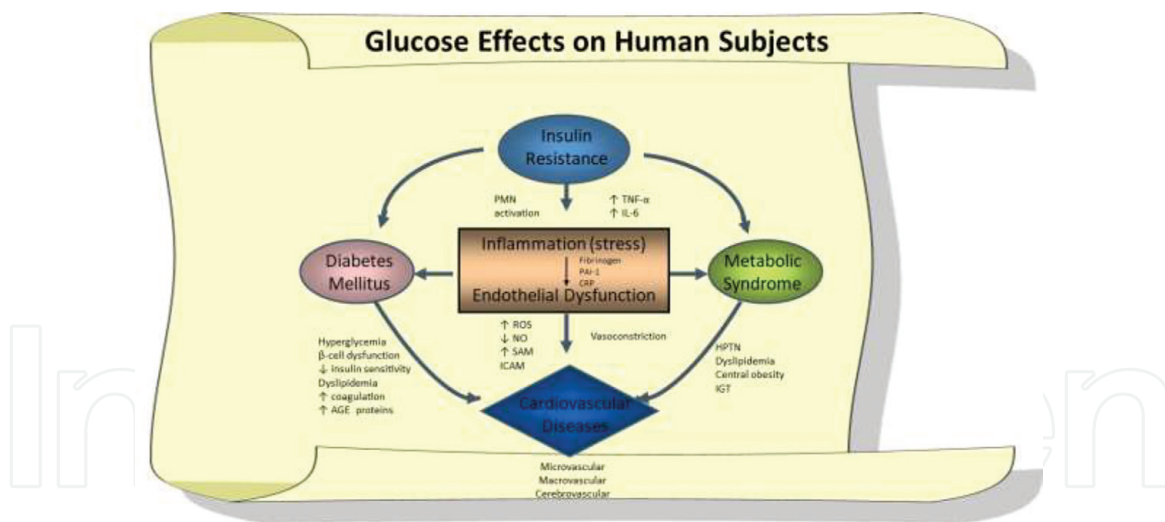 Glucose Effects on Human Subjects
Insulin
Resistance
PMN
activation
↑ TNF-α
↑ IL-6
Inflammation (stress)
Fibrinogen
PAI-1
CRP
Endothelial Dysfunction
Diabetes
Mellitus
Metabolic
Syndrome
↑ ROS
↓ NO
↑ SAM
ICAM
Vasoconstriction
Hyperglycemia
β-cell dysfunction
↓ insulin sensitivity
Dyslipidemia
↑ coagulation
↑ AGE proteins
HPTN
Dyslipidemia
Central obesity
IGT
Cardiovascular
Diseases
Microvascular
Macrovascular
Cerebrovascular